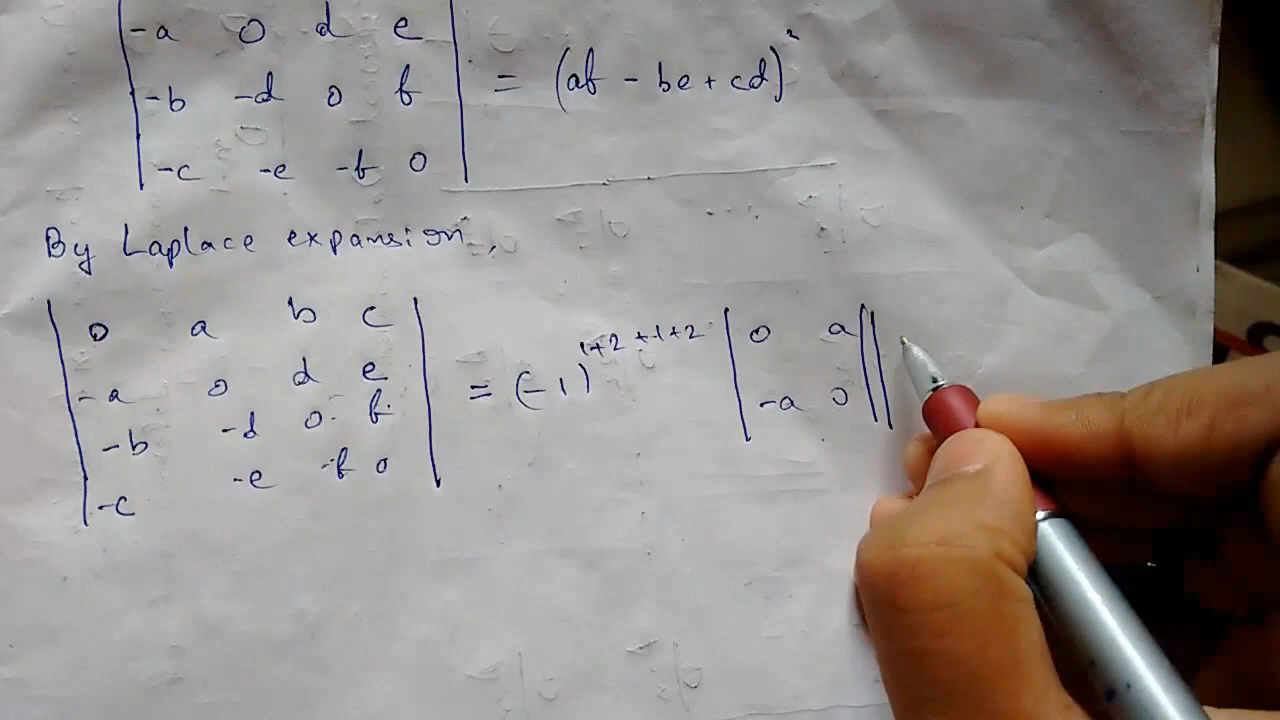 -a 0 d e
-b -d 0 f = (af - be + cd)²
-c -e -f 0
By Laplace expansion,
0 a b c
-a 0 d e = (-1)^{1+2+1+2} | 0 a | |
-b -d 0 f | -a 0 | |
-c -e -f 0